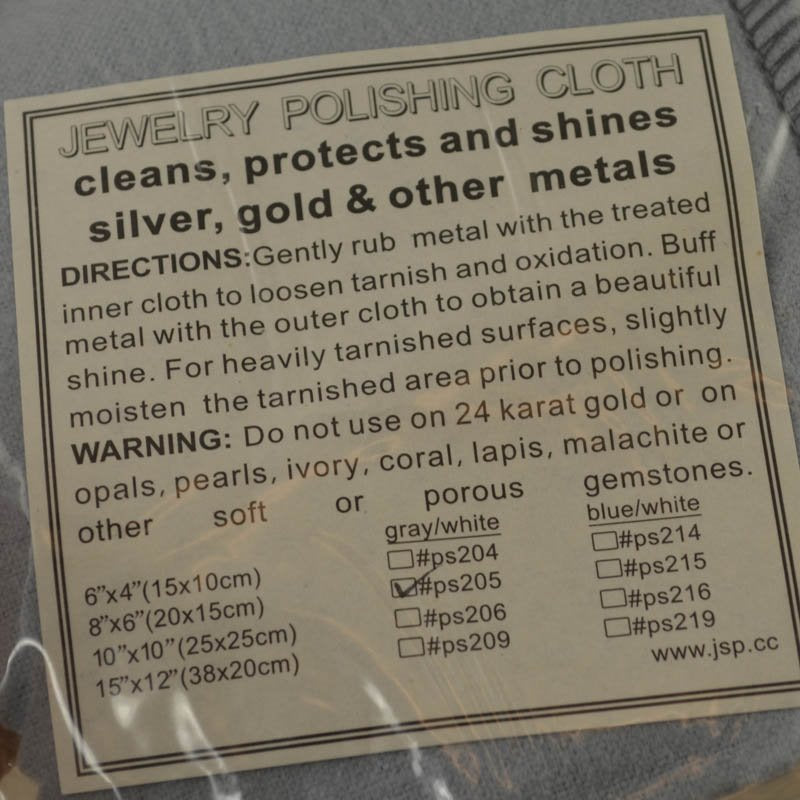 JEWELRY POLISHING CLOTH
cleans, protects and shines
silver, gold & other metals
DIRECTIONS:Gently rub metal with the treated
inner cloth to loosen tarnish and oxidation. Buff
metal with the outer cloth to obtain a beautiful
shine. For heavily tarnished surfaces, slightly
moisten the tarnished area prior to polishing.
WARNING: Do not use on 24 karat gold or on
opals, pearls, ivory, coral, lapis, malachite or
other soft or porous gemstones.
gray/white blue/white
6”x4”(15x10cm) #ps204 #ps214
8”x6”(20x15cm) #ps205 #ps215
10”x10”(25x25cm) #ps206 #ps216
15”x12”(38x20cm) #ps209 #ps219
www.jsp.cc